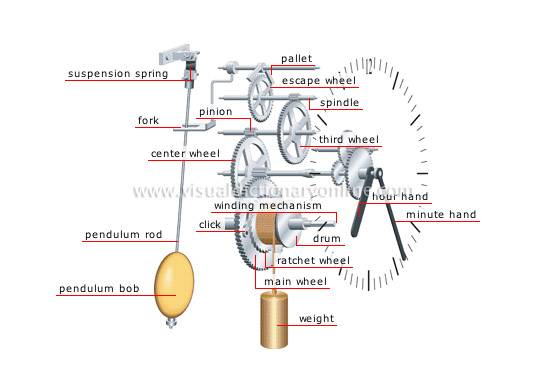 pallet
suspension spring
escape wheel
spindle
pinion
fork
third wheel
center wheel
www.visualdictionaryonline.com
hour hand
winding mechanism
minute hand
click
pendulum rod
drum
ratchet wheel
main wheel
pendulum bob
weight